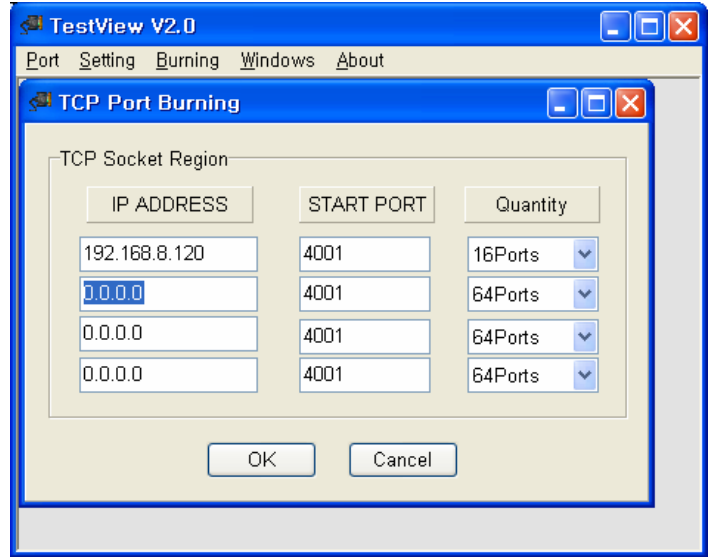 TestView V2.0
Port Setting Burning Windows About
TCP Port Burning
TCP Socket Region
IP ADDRESS START PORT Quantity
192.168.8.120 4001 16Ports
0.0.0.0 4001 64Ports
0.0.0.0 4001 64Ports
0.0.0.0 4001 64Ports
OK Cancel